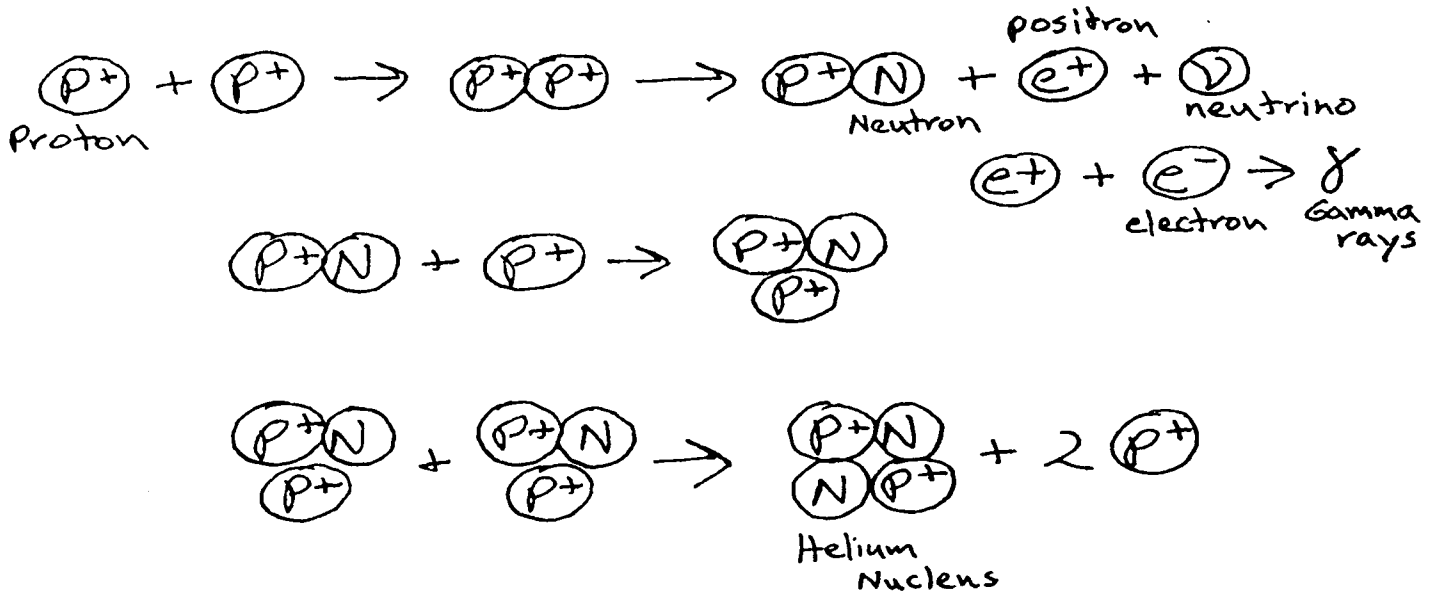 positron
P+ + P+ → P+ P+ → P+ N + e+ + ν
Proton
Neutron
neutrino
e+ + e- → γ
electron
Gamma
rays
P+ N + P+ → P+ N
P+
P+ N + P+ N → P+ N + 2 P+
P+ P+ N P+
Helium
Nucleus